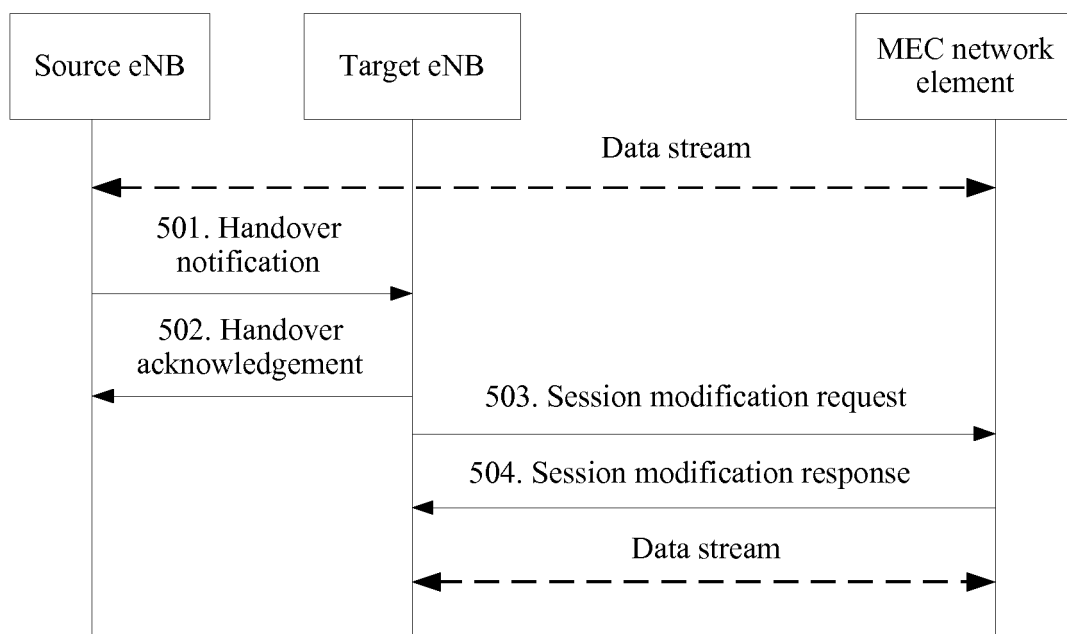 Source eNB
Target eNB
MEC network
element
Data stream
501. Handover
notification
502. Handover
acknowledgement
503. Session modification request
504. Session modification response
Data stream